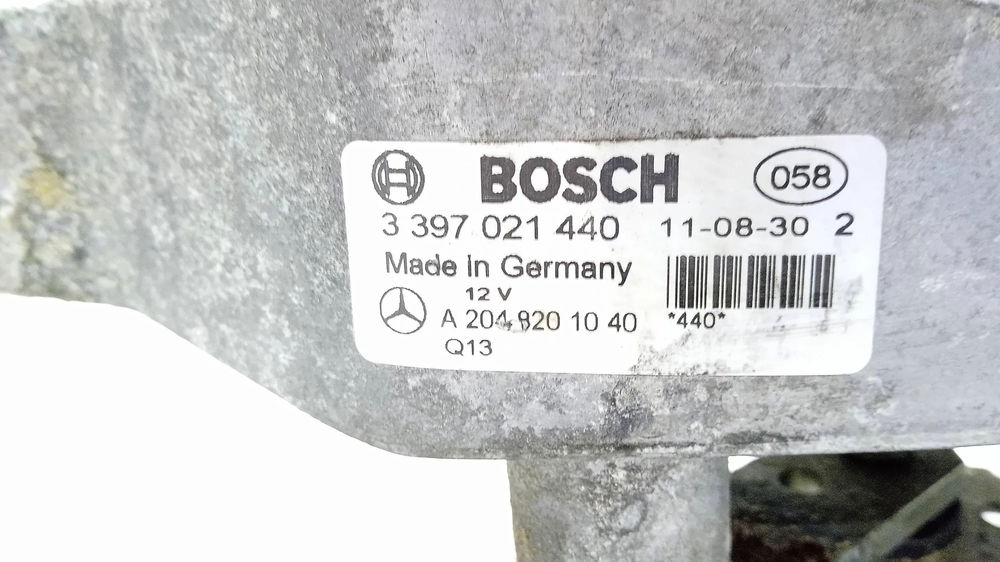 BOSCH 058
3 397 021 440 11-08-30 2
Made in Germany
12 V
A 204 820 10 40 *440*
Q13